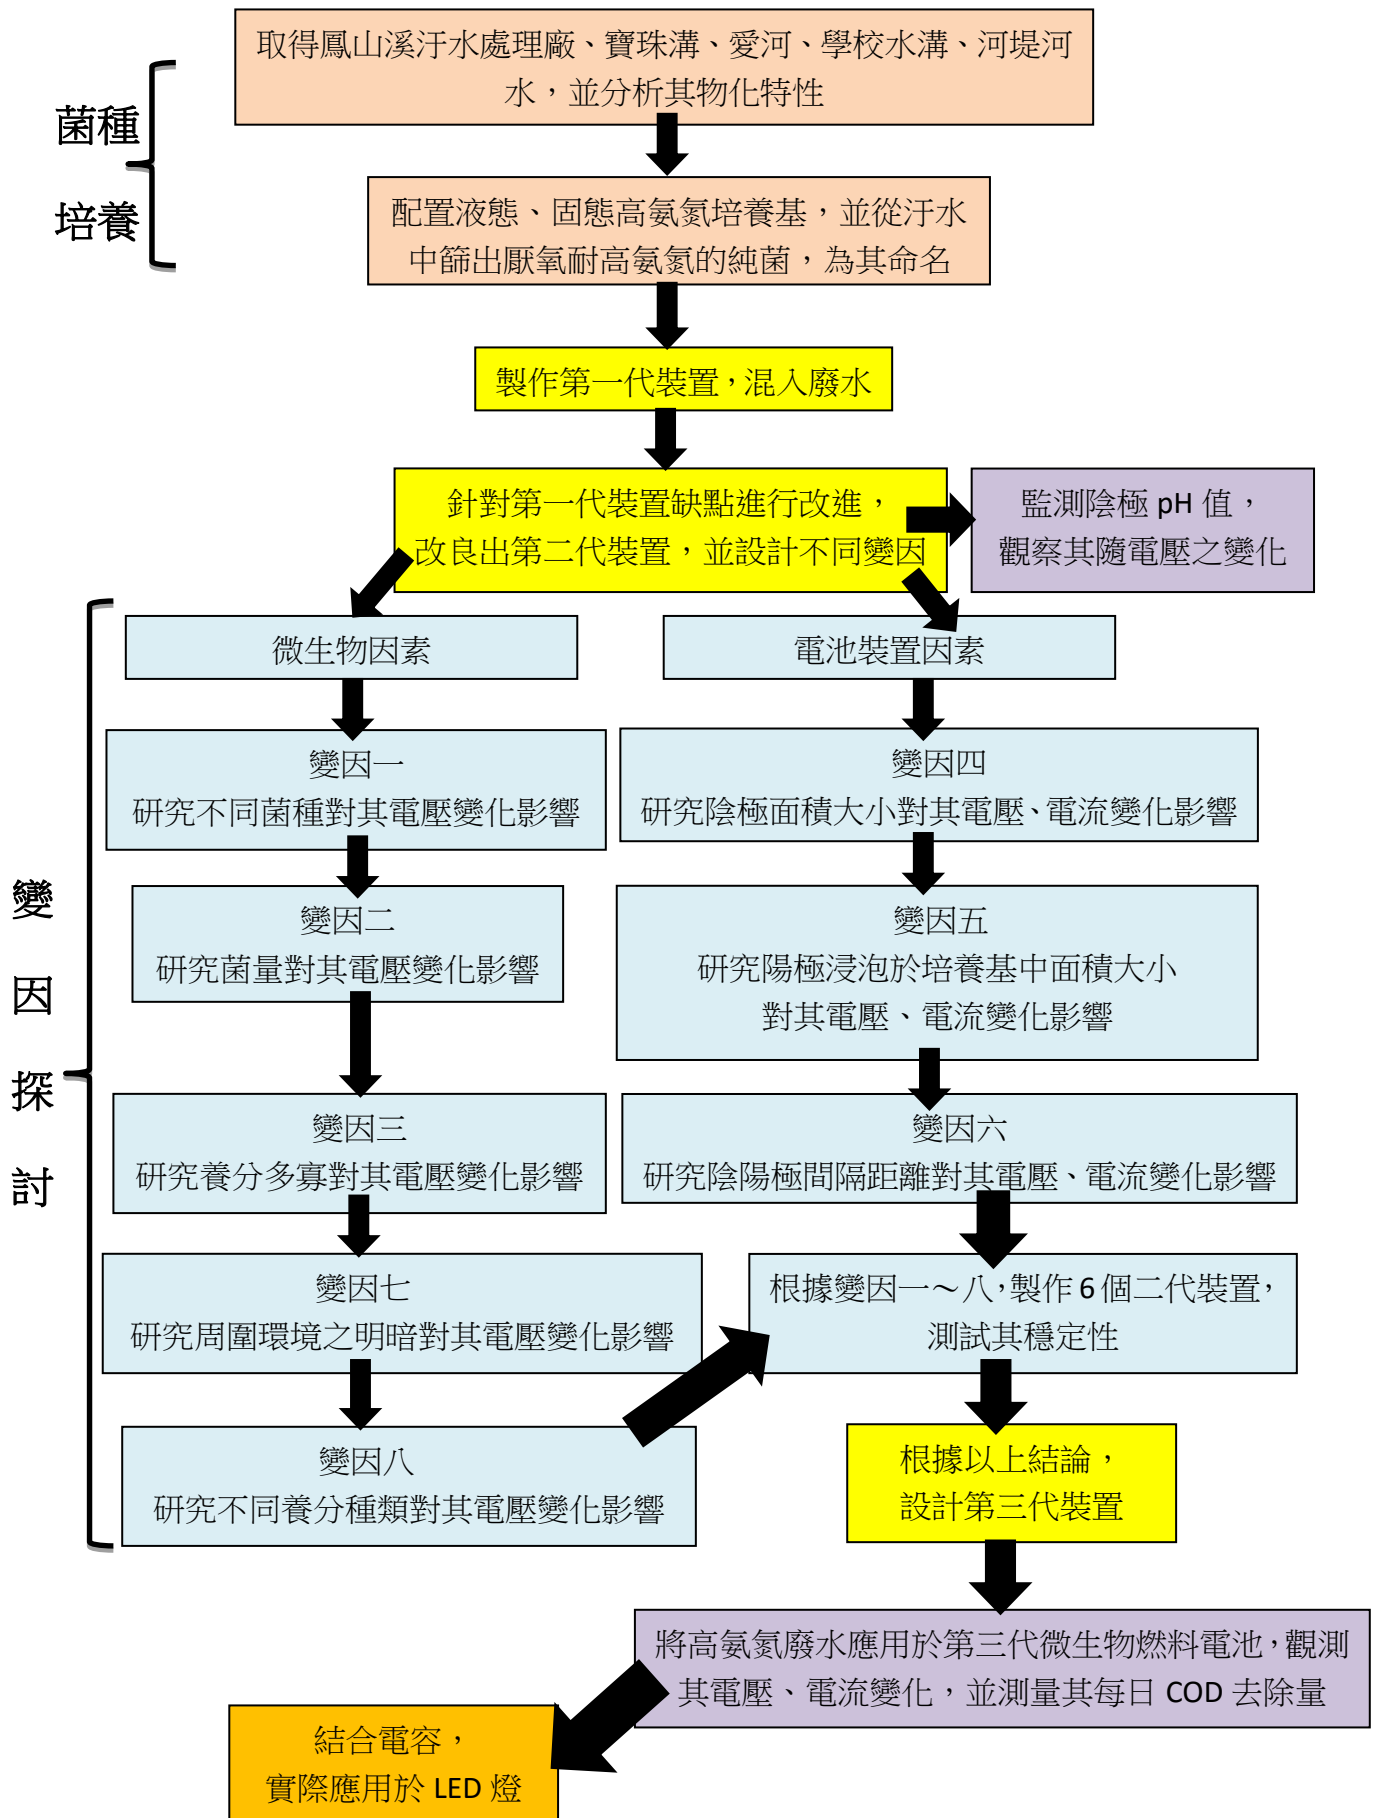 取得鳳山溪汙水處理廠、寶珠溝、愛河、學校水溝、河堤河
水，並分析其物化特性
菌種
培養
配置液態、固態高氨氮培養基，並從汙水
中篩出厭氧耐高氨氮的純菌，為其命名
製作第一代裝置，混入廢水
針對第一代裝置缺點進行改進，
改良出第二代裝置，並設計不同變因
監測陰極 pH 值，
觀察其隨電壓之變化
變
因
探
討
微生物因素
變因一
研究不同菌種對其電壓變化影響
變因二
研究菌量對其電壓變化影響
變因三
研究養分多寡對其電壓變化影響
變因七
研究周圍環境之明暗對其電壓變化影響
變因八
研究不同養分種類對其電壓變化影響
電池裝置因素
變因四
研究陰極面積大小對其電壓、電流變化影響
變因五
研究陽極浸泡於培養基中面積大小
對其電壓、電流變化影響
變因六
研究陰陽極間隔距離對其電壓、電流變化影響
根據變因一～八，製作 6 個二代裝置，
測試其穩定性
根據以上結論，
設計第三代裝置
將高氨氮廢水應用於第三代微生物燃料電池，觀測
其電壓、電流變化，並測量其每日 COD 去除量
結合電容，
實際應用於 LED 燈